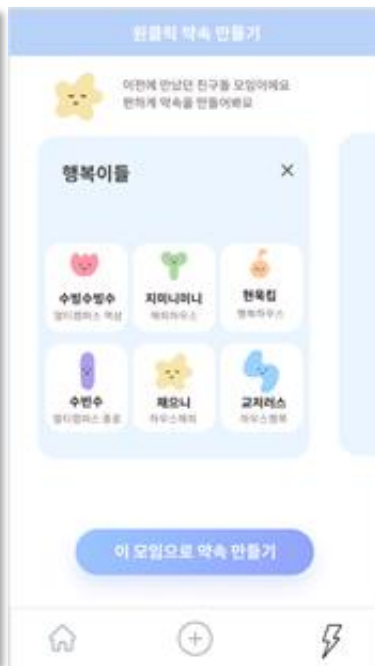 원클릭 약속 만들기
이전에 만났던 친구들 모임이에요
편하게 약속을 만들어봐요
행복이들
수빙수빙수
지미니미니
현욱킴
멀티캠퍼스 역삼
해피하우스
행복하우스
수빈수
제으니
교저러스
멀티캠퍼스 종로
하우스해피
하우스행복
이 모임으로 약속 만들기